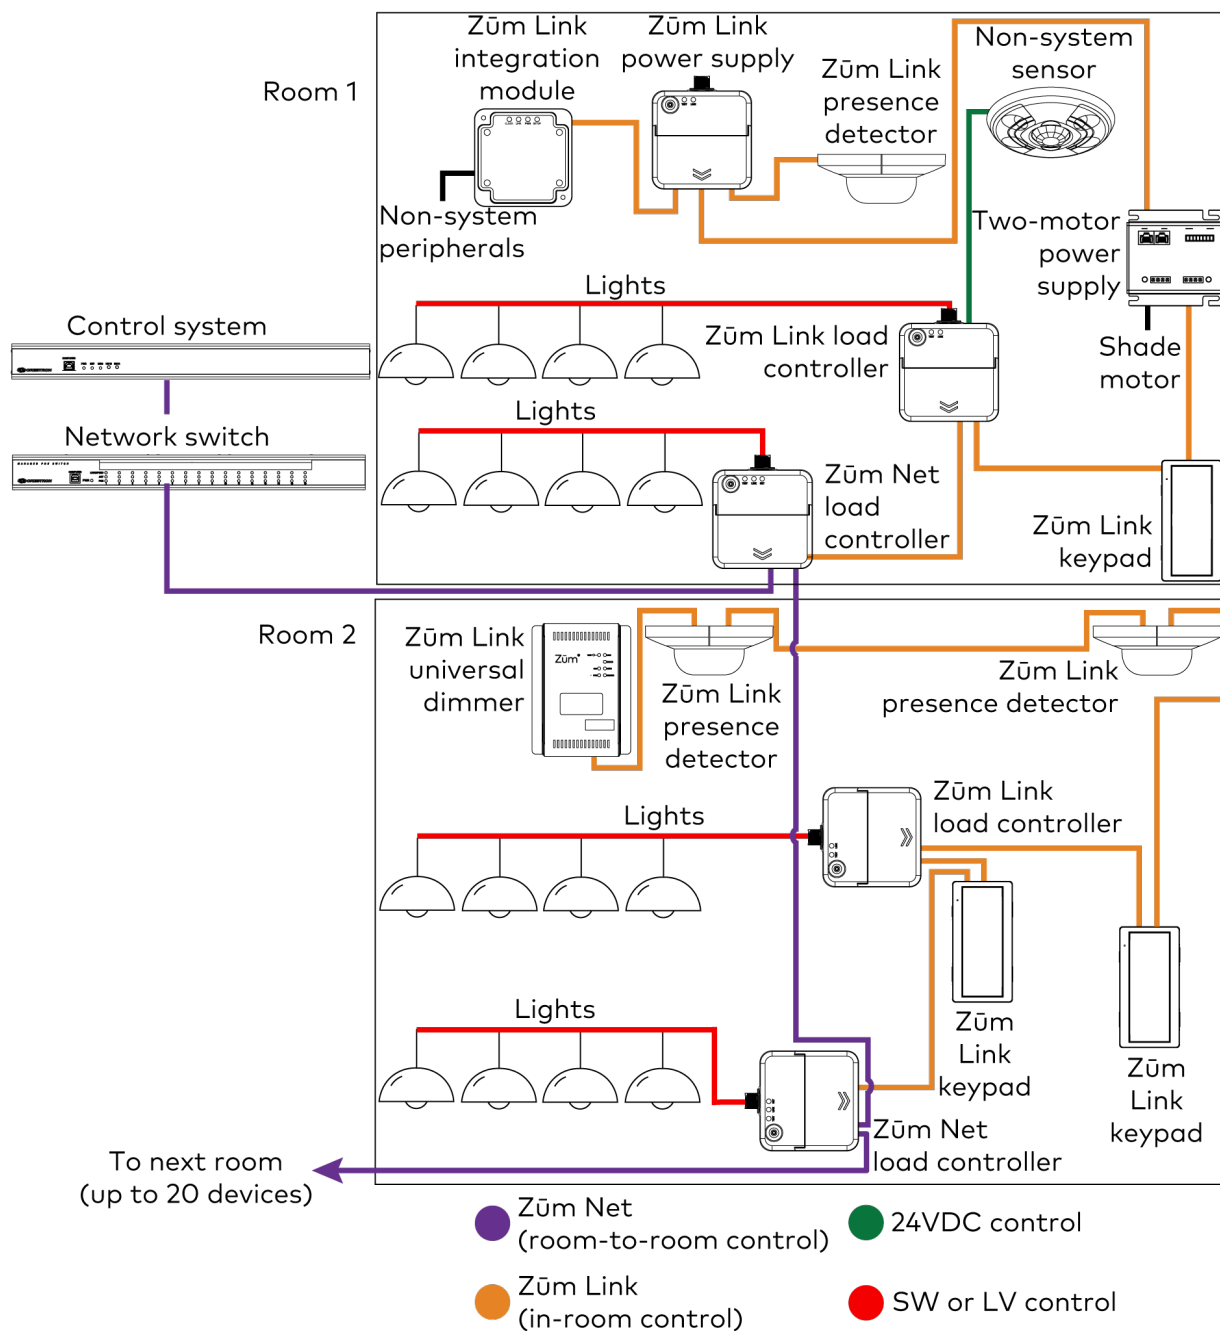 Room 1
Zūm Link
integration
module
Zūm Link
power supply
Zūm Link
presence
detector
Non-system
sensor
Non-system
peripherals
Two-motor
power
supply
Lights
Zūm Link load
controller
Shade
motor
Control system
Network switch
MANAGED POE SWITCH
Lights
Zūm Net
load
controller
Zūm Link
keypad
Room 2
Zūm Link
universal
dimmer
Zūm
Zūm Link
presence
detector
Zūm Link
presence detector
Lights
Zūm Link
load controller
Lights
Zūm
Link
keypad
Zūm
Link
keypad
Zūm Net
load controller
To next room
(up to 20 devices)
Zūm Net
(room-to-room control)
24VDC control
Zūm Link
(in-room control)
SW or LV control